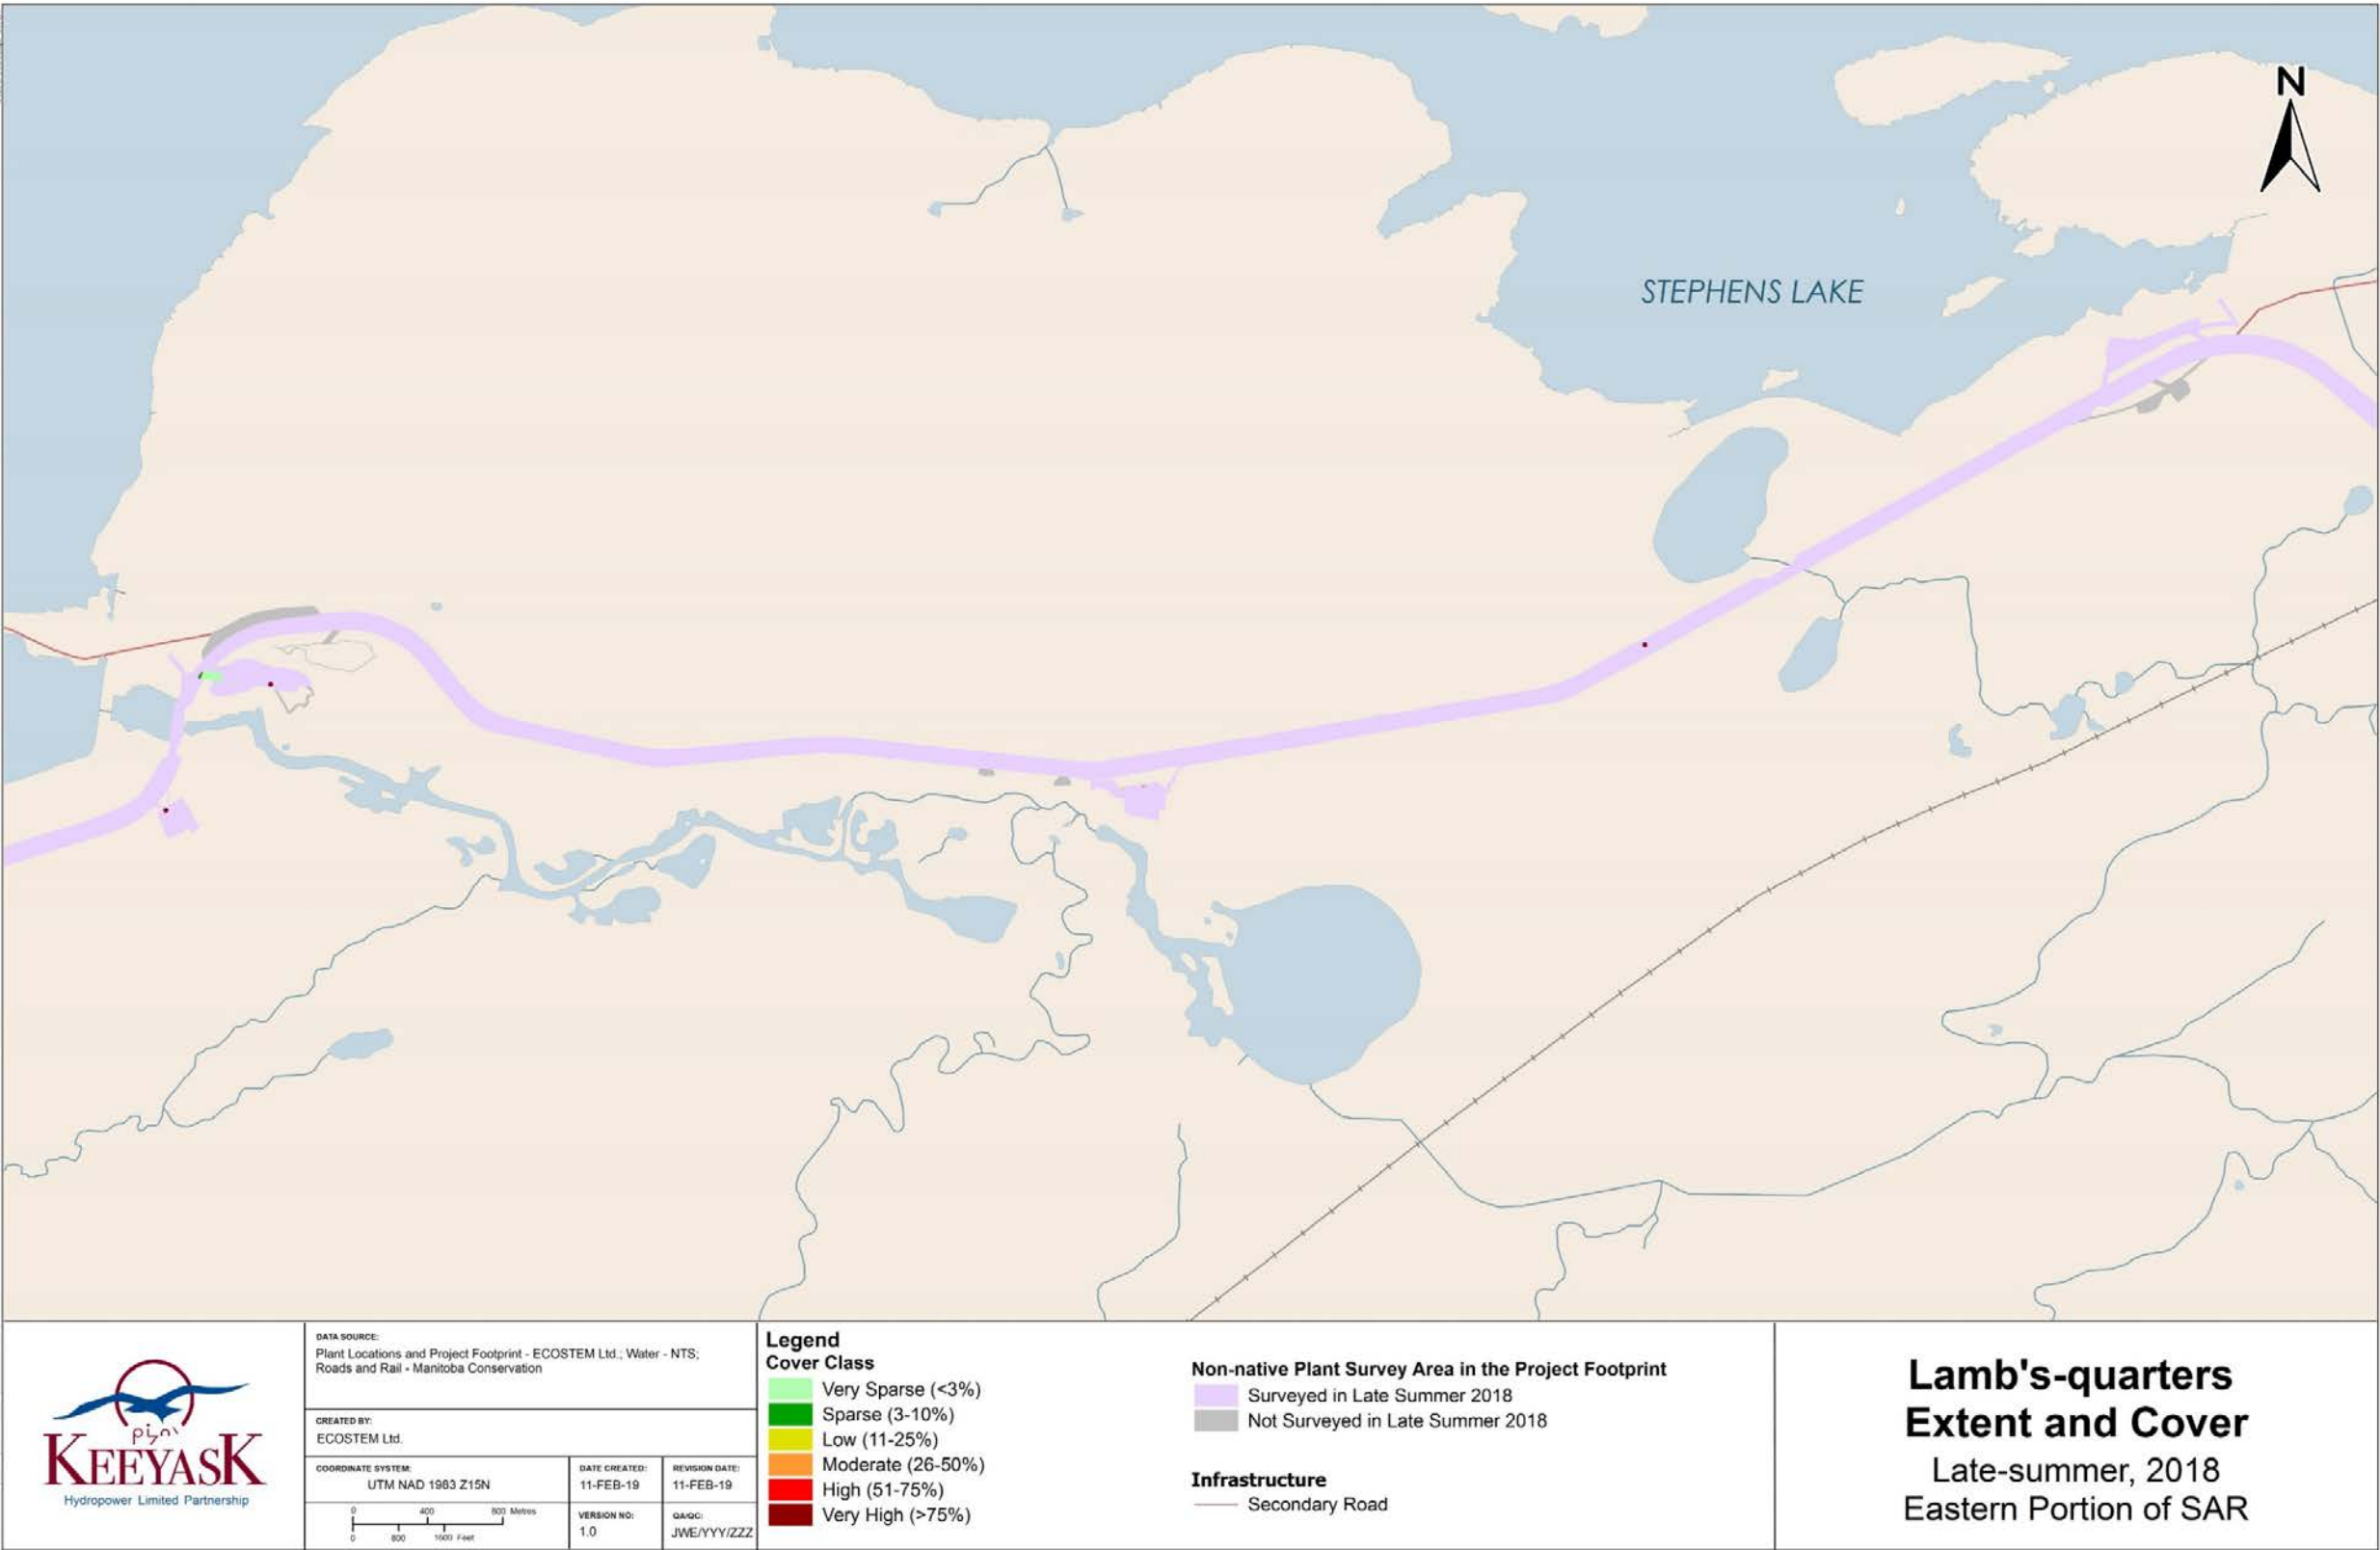 N
STEPHENS LAKE
KEEYASK
Hydropower Limited Partnership
DATA SOURCE:
Plant Locations and Project Footprint - ECOSTEM Ltd.; Water - NTS;
Roads and Rail - Manitoba Conservation
CREATED BY:
ECOSTEM Ltd.
COORDINATE SYSTEM:
UTM NAD 1983 Z15N
DATE CREATED:
11-FEB-19
REVISION DATE:
11-FEB-19
0 400 800 Metres
0 800 1600 Feet
VERSION NO:
1.0
QA/QC:
JWE/YYY/ZZZ
Legend
Cover Class
Very Sparse (<3%)
Sparse (3-10%)
Low (11-25%)
Moderate (26-50%)
High (51-75%)
Very High (>75%)
Non-native Plant Survey Area in the Project Footprint
Surveyed in Late Summer 2018
Not Surveyed in Late Summer 2018
Infrastructure
Secondary Road
Lamb's-quarters
Extent and Cover
Late-summer, 2018
Eastern Portion of SAR